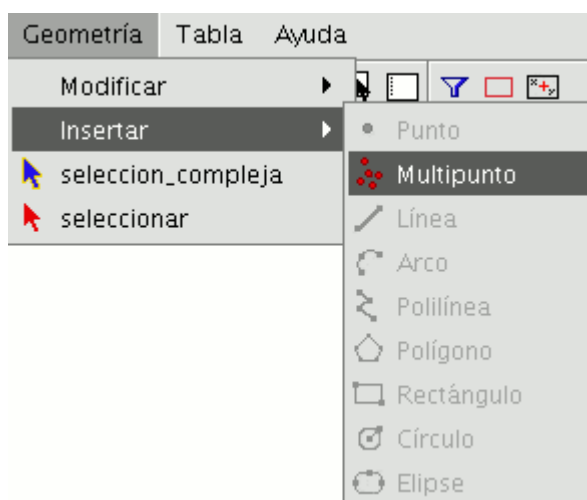 Geometría Tabla Ayuda
Modificar
Insertar
seleccion_compleja
seleccionar
Punto
Multipunto
Línea
Arco
Polilínea
Polígono
Rectángulo
Círculo
Elipse